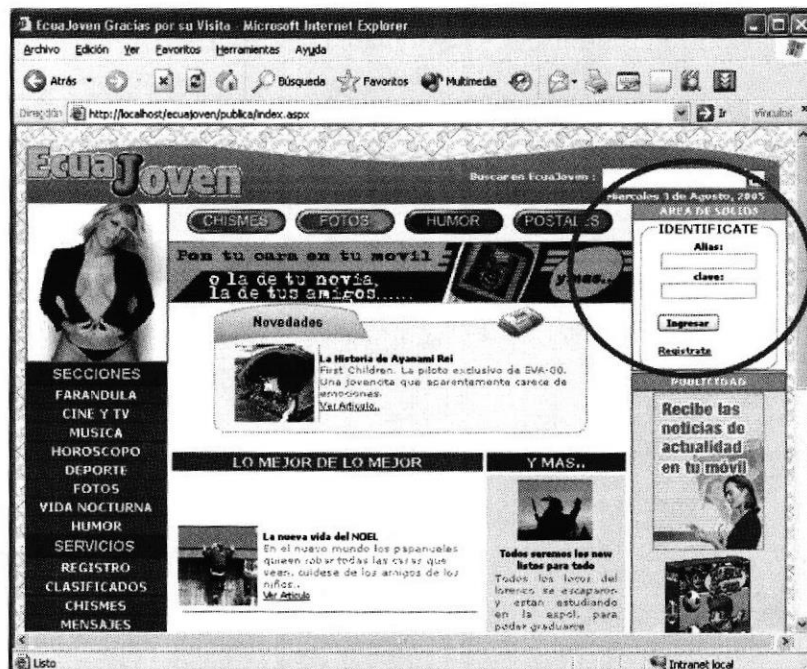 EcuaJoven Gracias por su Visita - Microsoft Internet Explorer
Archivo Edición Ver Favoritos Herramientas Ayuda
Atrás Búsqueda Favoritos Multimedia
Dirección http://localhost/ecuajoven/publica/index.aspx Ir Vínculos
EcuaJoven
Buscar en EcuaJoven :
Miercoles 3 de Agosto, 2005
CHISMES FOTOS HUMOR POSTALES
AREA DE SOCIOS
IDENTIFICATE
Alias:
clave:
Ingresar
Registrate
Pon tu cara en tu movil
o la de tu novia,
la de tus amigos......
y mas..
Novedades
La Historia de Ayanami Rei
First Children. La piloto exclusivo de EVA-00.
Una jovencita que aparentamente carece de
emociones.
Ver Articulo..
SECCIONES
FARANDULA
CINE Y TV
MUSICA
HOROSCOPO
DEPORTE
FOTOS
VIDA NOCTURNA
HUMOR
SERVICIOS
REGISTRO
CLASIFICADOS
CHISMES
MENSAJES
LO MEJOR DE LO MEJOR
La nueva vida del NOEL
En el nuevo mundo los papanueles
quieen robar todas las casas que
vean, cuidese de los amigos de los
niños..
Ver Articulo
Y MAS..
Todos seremos los new
listos para todo
Todos los locos del
lorenco se escaparon
y estan estudiando
en la espol, para
poder graduarse
PUBLICIDAD
Recibe las
noticias de
actualidad
en tu móvil
Listo
Intranet local